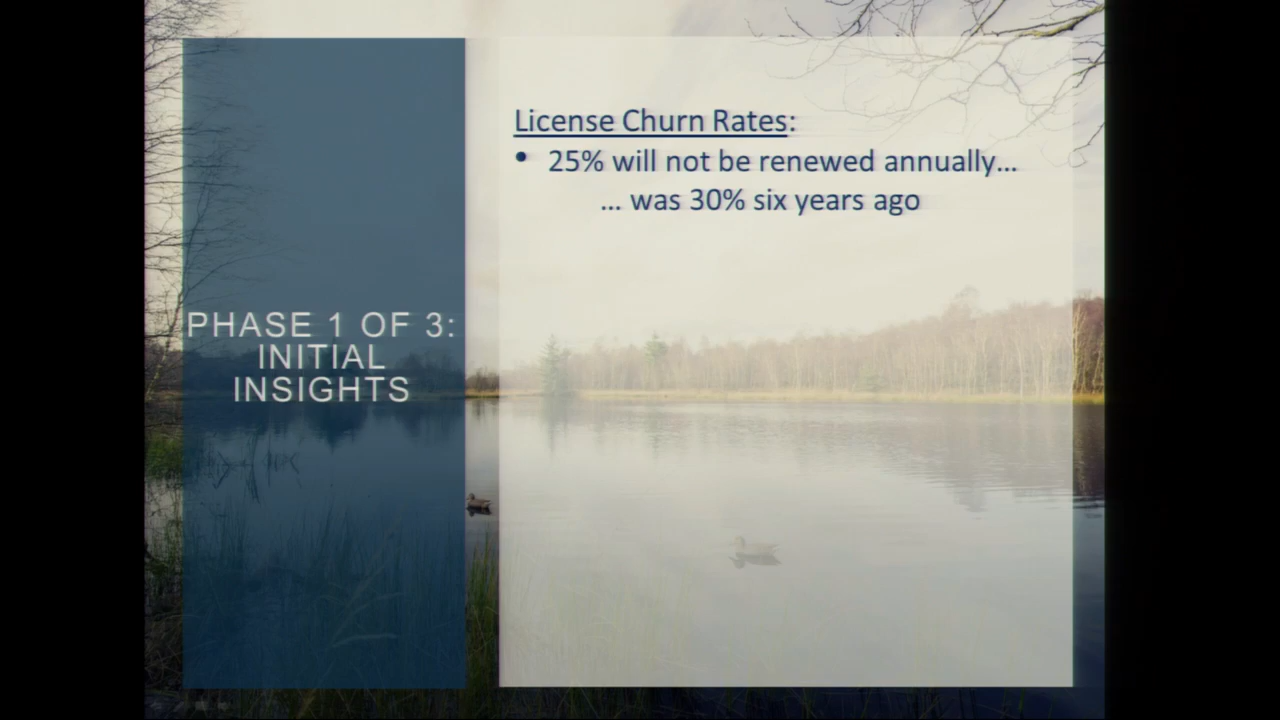 PHASE 1 OF 3:
INITIAL
INSIGHTS
License Churn Rates:
• 25% will not be renewed annually...
... was 30% six years ago